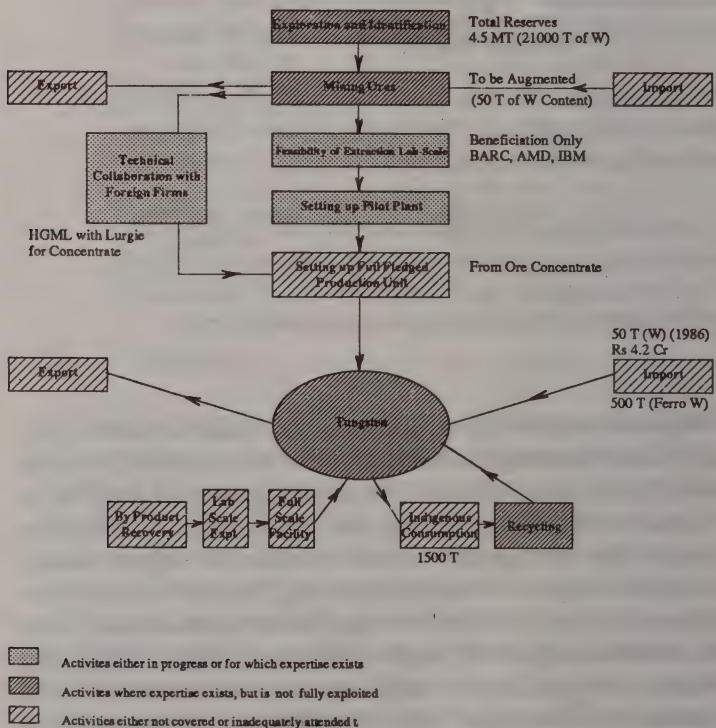 Exploration and Identification
Total Reserves
4.5 MT (21000 T of W)
Export
Mining Ores
To be Augmented
(50 T of W Content)
Import
Technical
Collaboration with
Foreign Firms
Feasibility of Extraction Lab-Scale
Beneficiation Only
BARC, AMD, IBM
Setting up Pilot Plant
HGML with Lurgie
for Concentrate
Setting up Full Fledged
Production Unit
From Ore Concentrate
50 T (W) (1986)
Rs 4.2 Cr
Export
Import
500 T (Ferro W)
Tungsten
By Product
Recovery
Lab
Scale
Expt
Full
Scale
Facility
Indigenous
Consumption
1500 T
Recycling
Activites either in progress or for which expertise exists
Activites where expertise exists, but is not fully exploited
Activities either not covered or inadequately attended t